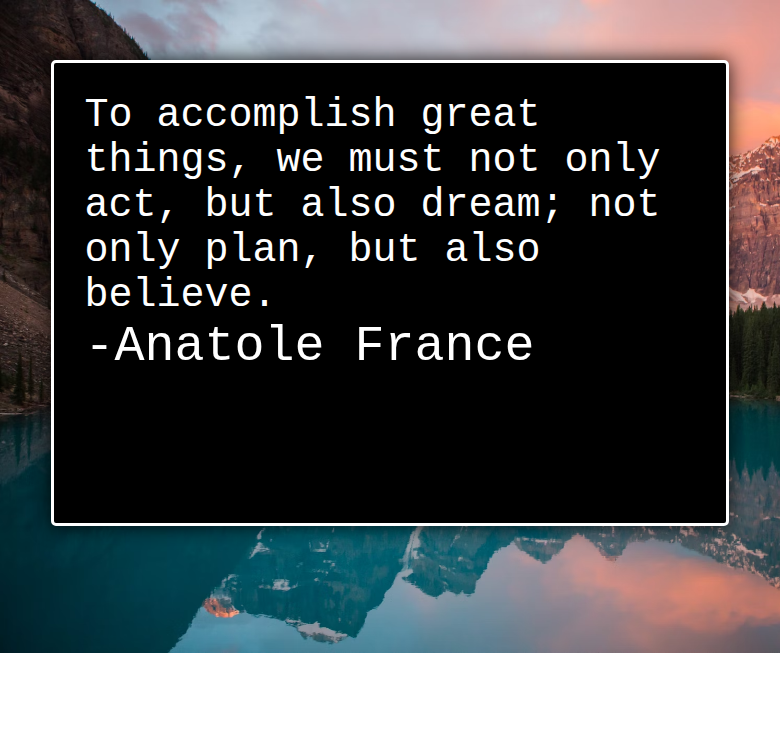 To accomplish great
things, we must not only
act, but also dream; not
only plan, but also
believe.
-Anatole France